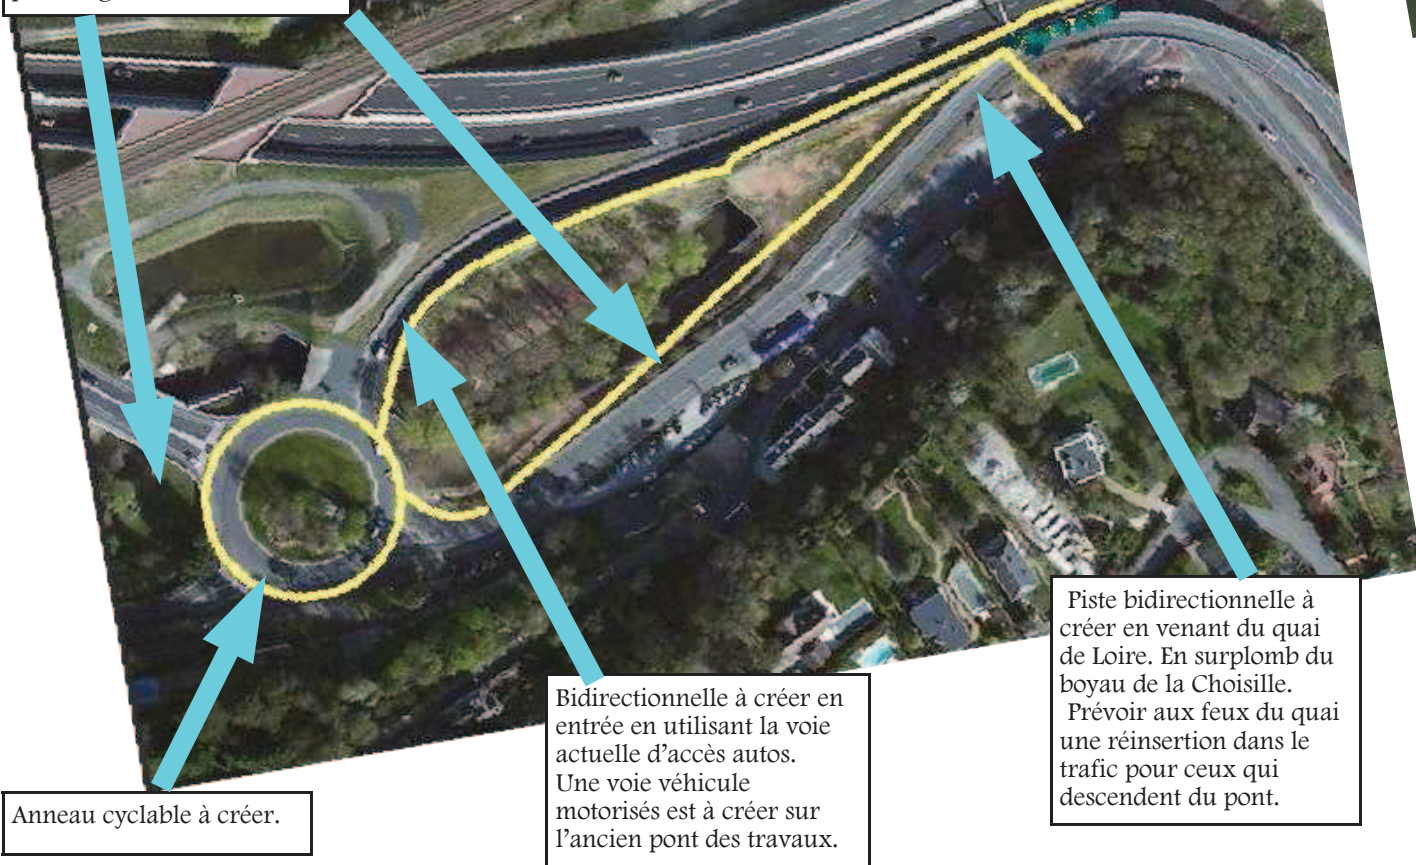 Anneau cyclable à créer.
Bidirectionnelle à créer en
entrée en utilisant la voie
actuelle d’accès autos.
Une voie véhicule
motorisés est à créer sur
l’ancien pont des travaux.
Piste bidirectionnelle à
créer en venant du quai
de Loire. En surplomb du
boyau de la Choisille.
Prévoir aux feux du quai
une réinsertion dans le
trafic pour ceux qui
descendent du pont.